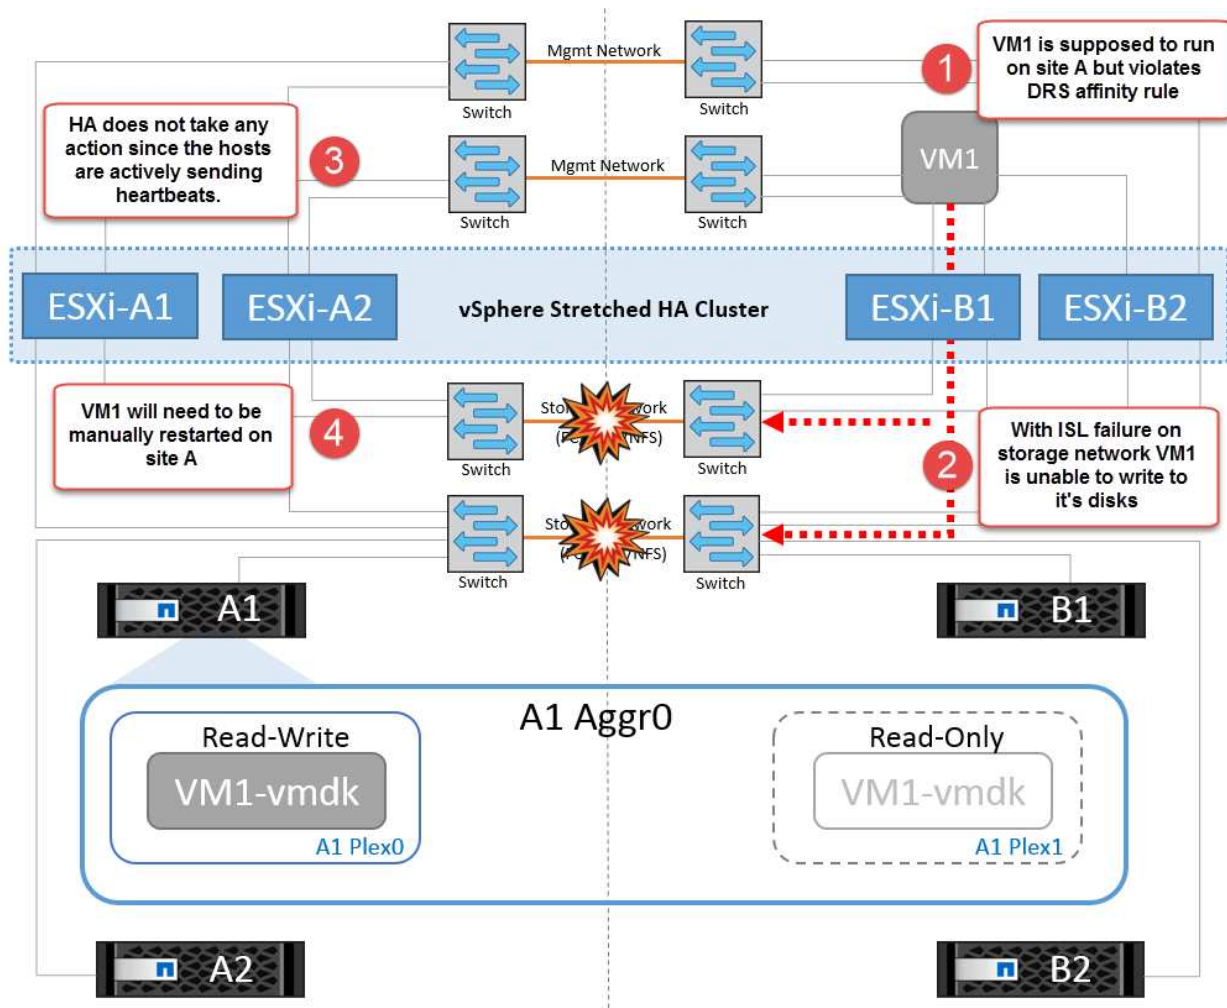 Mgmt Network
Switch
Switch
1
VM1 is supposed to run
on site A but violates
DRS affinity rule
HA does not take any
action since the hosts
are actively sending
heartbeats.
3
Mgmt Network
Switch
Switch
VM1
ESXi-A1
ESXi-A2
vSphere Stretched HA Cluster
ESXi-B1
ESXi-B2
VM1 will need to be
manually restarted on
site A
4
Switch
Switch
2
With ISL failure on
storage network VM1
is unable to write to
it's disks
Switch
Switch
A1
B1
A1 Aggr0
Read-Write
VM1-vmdk
A1 Plex0
Read-Only
VM1-vmdk
A1 Plex1
A2
B2